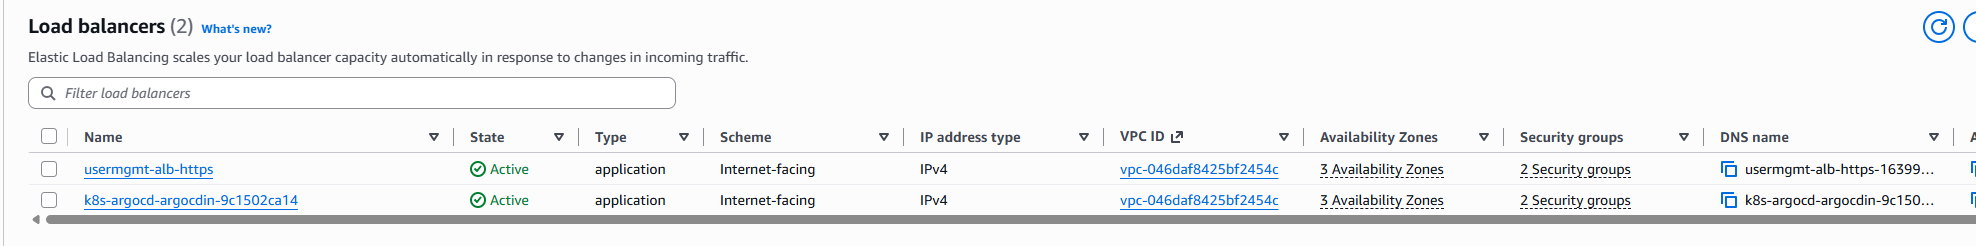 Load balancers (2) What's new?
Elastic Load Balancing scales your load balancer capacity automatically in response to changes in incoming traffic.
Filter load balancers
Name State Type Scheme IP address type VPC ID Availability Zones Security groups DNS name
usermgmt-alb-https Active application Internet-facing IPv4 vpc-046daf8425bf2454c 3 Availability Zones 2 Security groups usermgmt-alb-https-16399...
k8s-argocd-argocdin-9c1502ca14 Active application Internet-facing IPv4 vpc-046daf8425bf2454c 3 Availability Zones 2 Security groups k8s-argocd-argocdin-9c150...